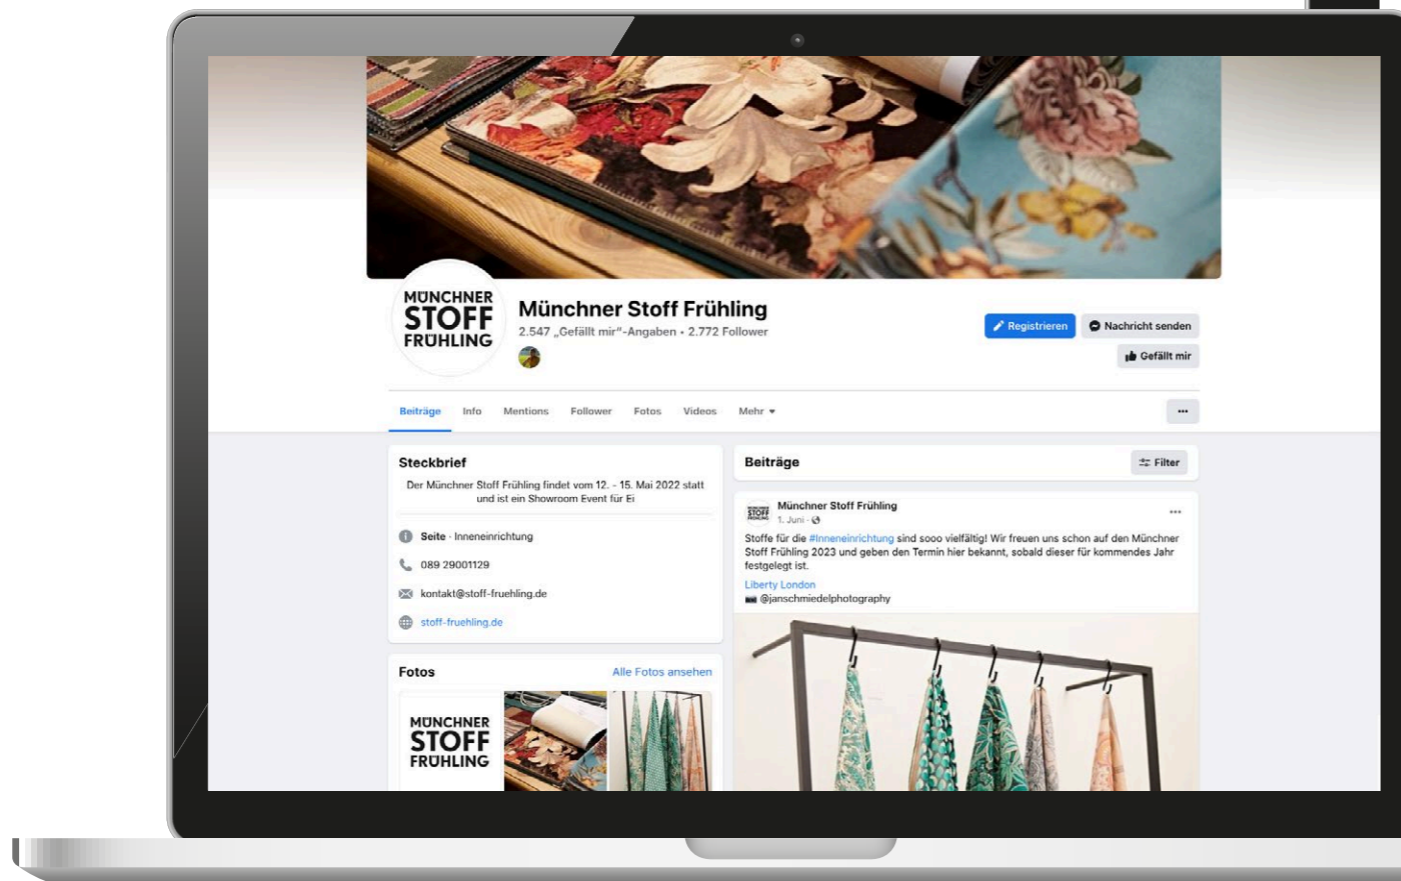 MÜNCHNER
STOFF
FRÜHLING
Münchner Stoff Frühling
2.547 „Gefällt mir“-Angaben • 2.772 Follower
Registrieren
Nachricht senden
Gefällt mir
Beiträge Info Mentions Follower Fotos Videos Mehr
Steckbrief
Der Münchner Stoff Frühling findet vom 12. - 15. Mai 2022 statt
und ist ein Showroom Event für Ei
Seite · Inneneinrichtung
089 29001129
kontakt@stoff-fruehling.de
stoff-fruehling.de
Fotos
Alle Fotos ansehen
MÜNCHNER
STOFF
FRÜHLING
Beiträge
Filter
MÜNCHNER
STOFF
FRÜHLING
Münchner Stoff Frühling
1. Juni ·
Stoffe für die #Inneneinrichtung sind sooo vielfältig! Wir freuen uns schon auf den Münchner
Stoff Frühling 2023 und geben den Termin hier bekannt, sobald dieser für kommendes Jahr
festgelegt ist.
Liberty London
@janschmiedelphotography